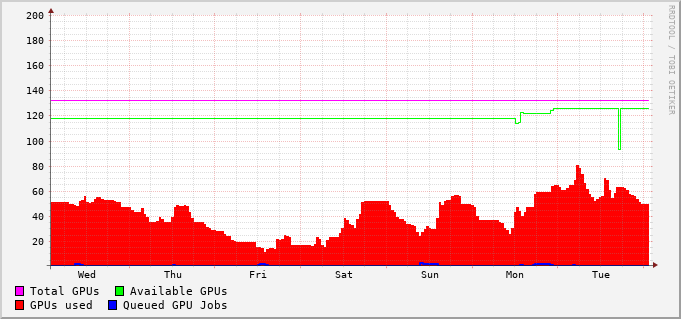 200
180
160
140
120
100
80
60
40
20
Wed Thu Fri Sat Sun Mon Tue
Total GPUs Available GPUs
GPUs used Queued GPU Jobs
RRDTOOL / TOBI OETIKER